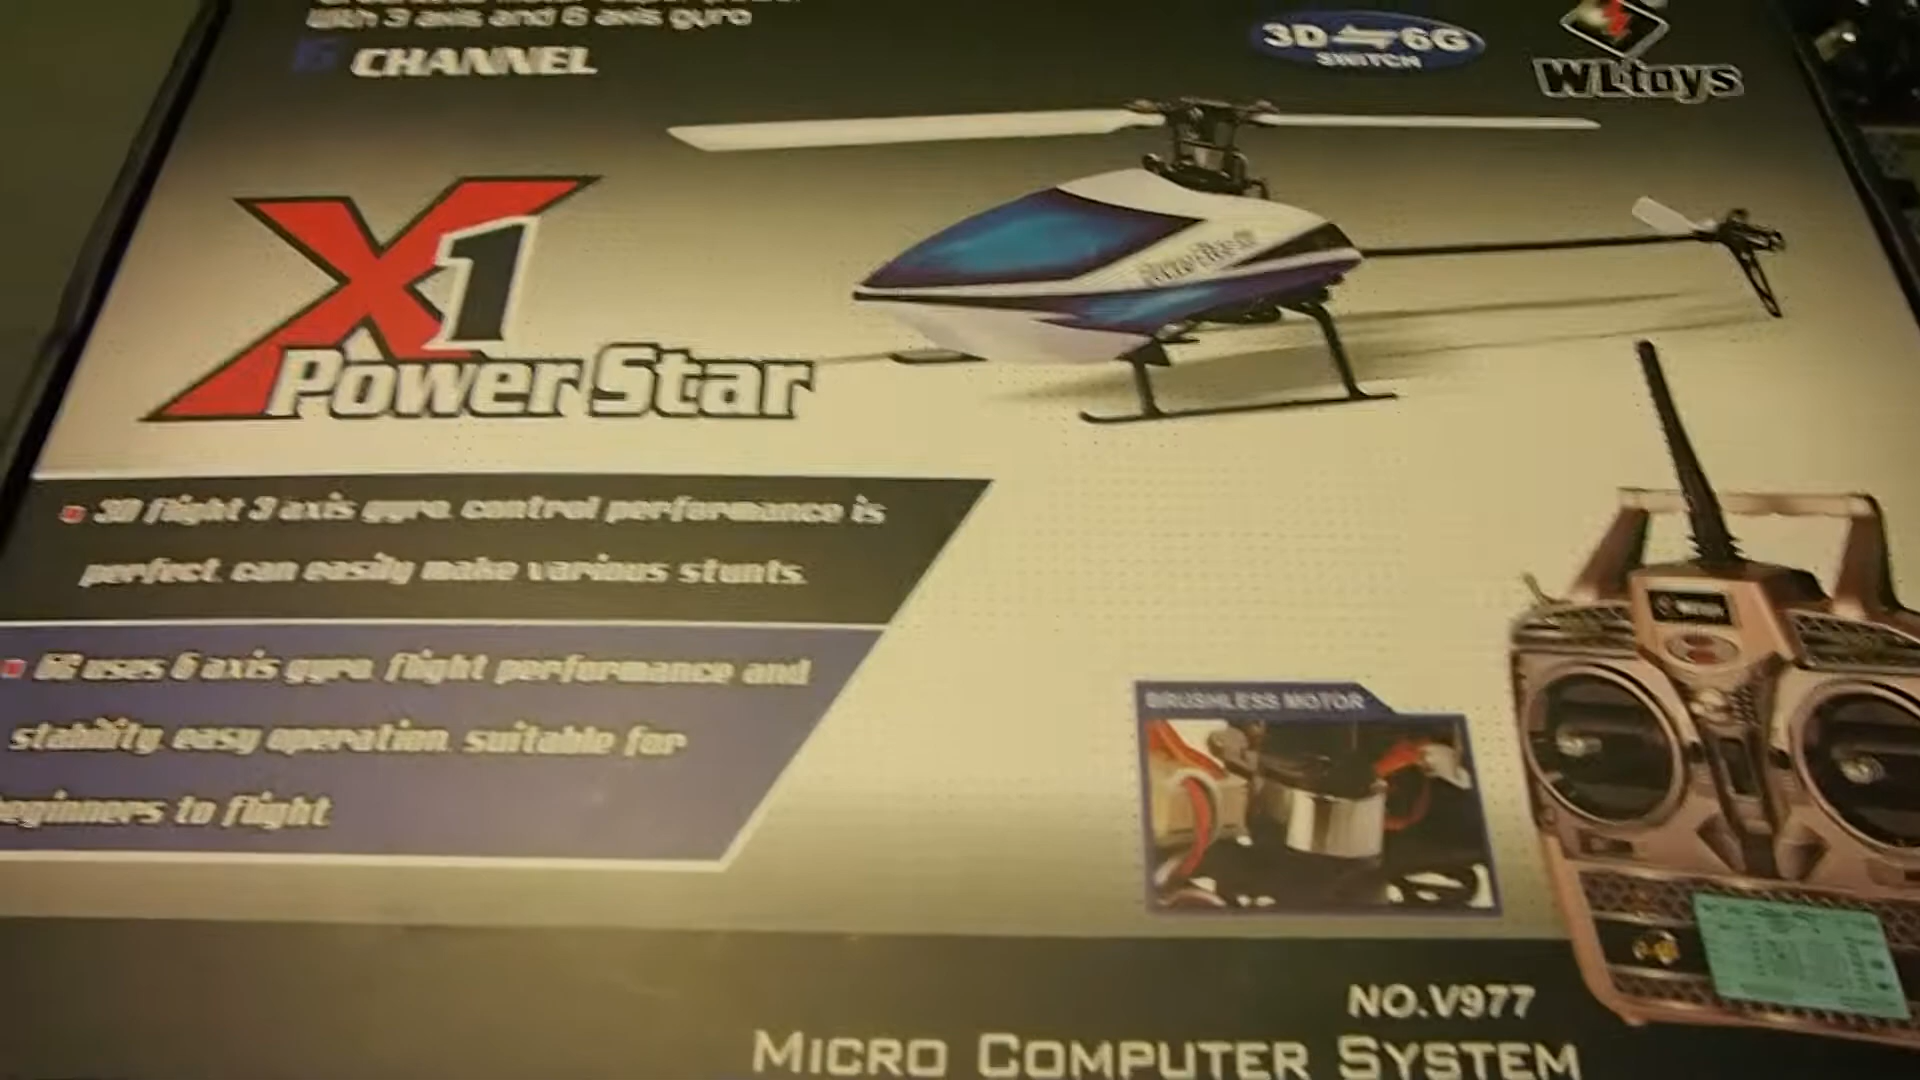 with 3 axis and 6 axis gyro
6 CHANNEL
3D 6G
SWITCH
WLtoys
X1
Power Star
3D flight 3 axis gyro. control performance is
perfect. can easily make various stunts.
6G uses 6 axis gyro. flight performance and
stability. easy operation. suitable for
beginners to flight
BRUSHLESS MOTOR
NO.V977
MICRO COMPUTER SYSTEM